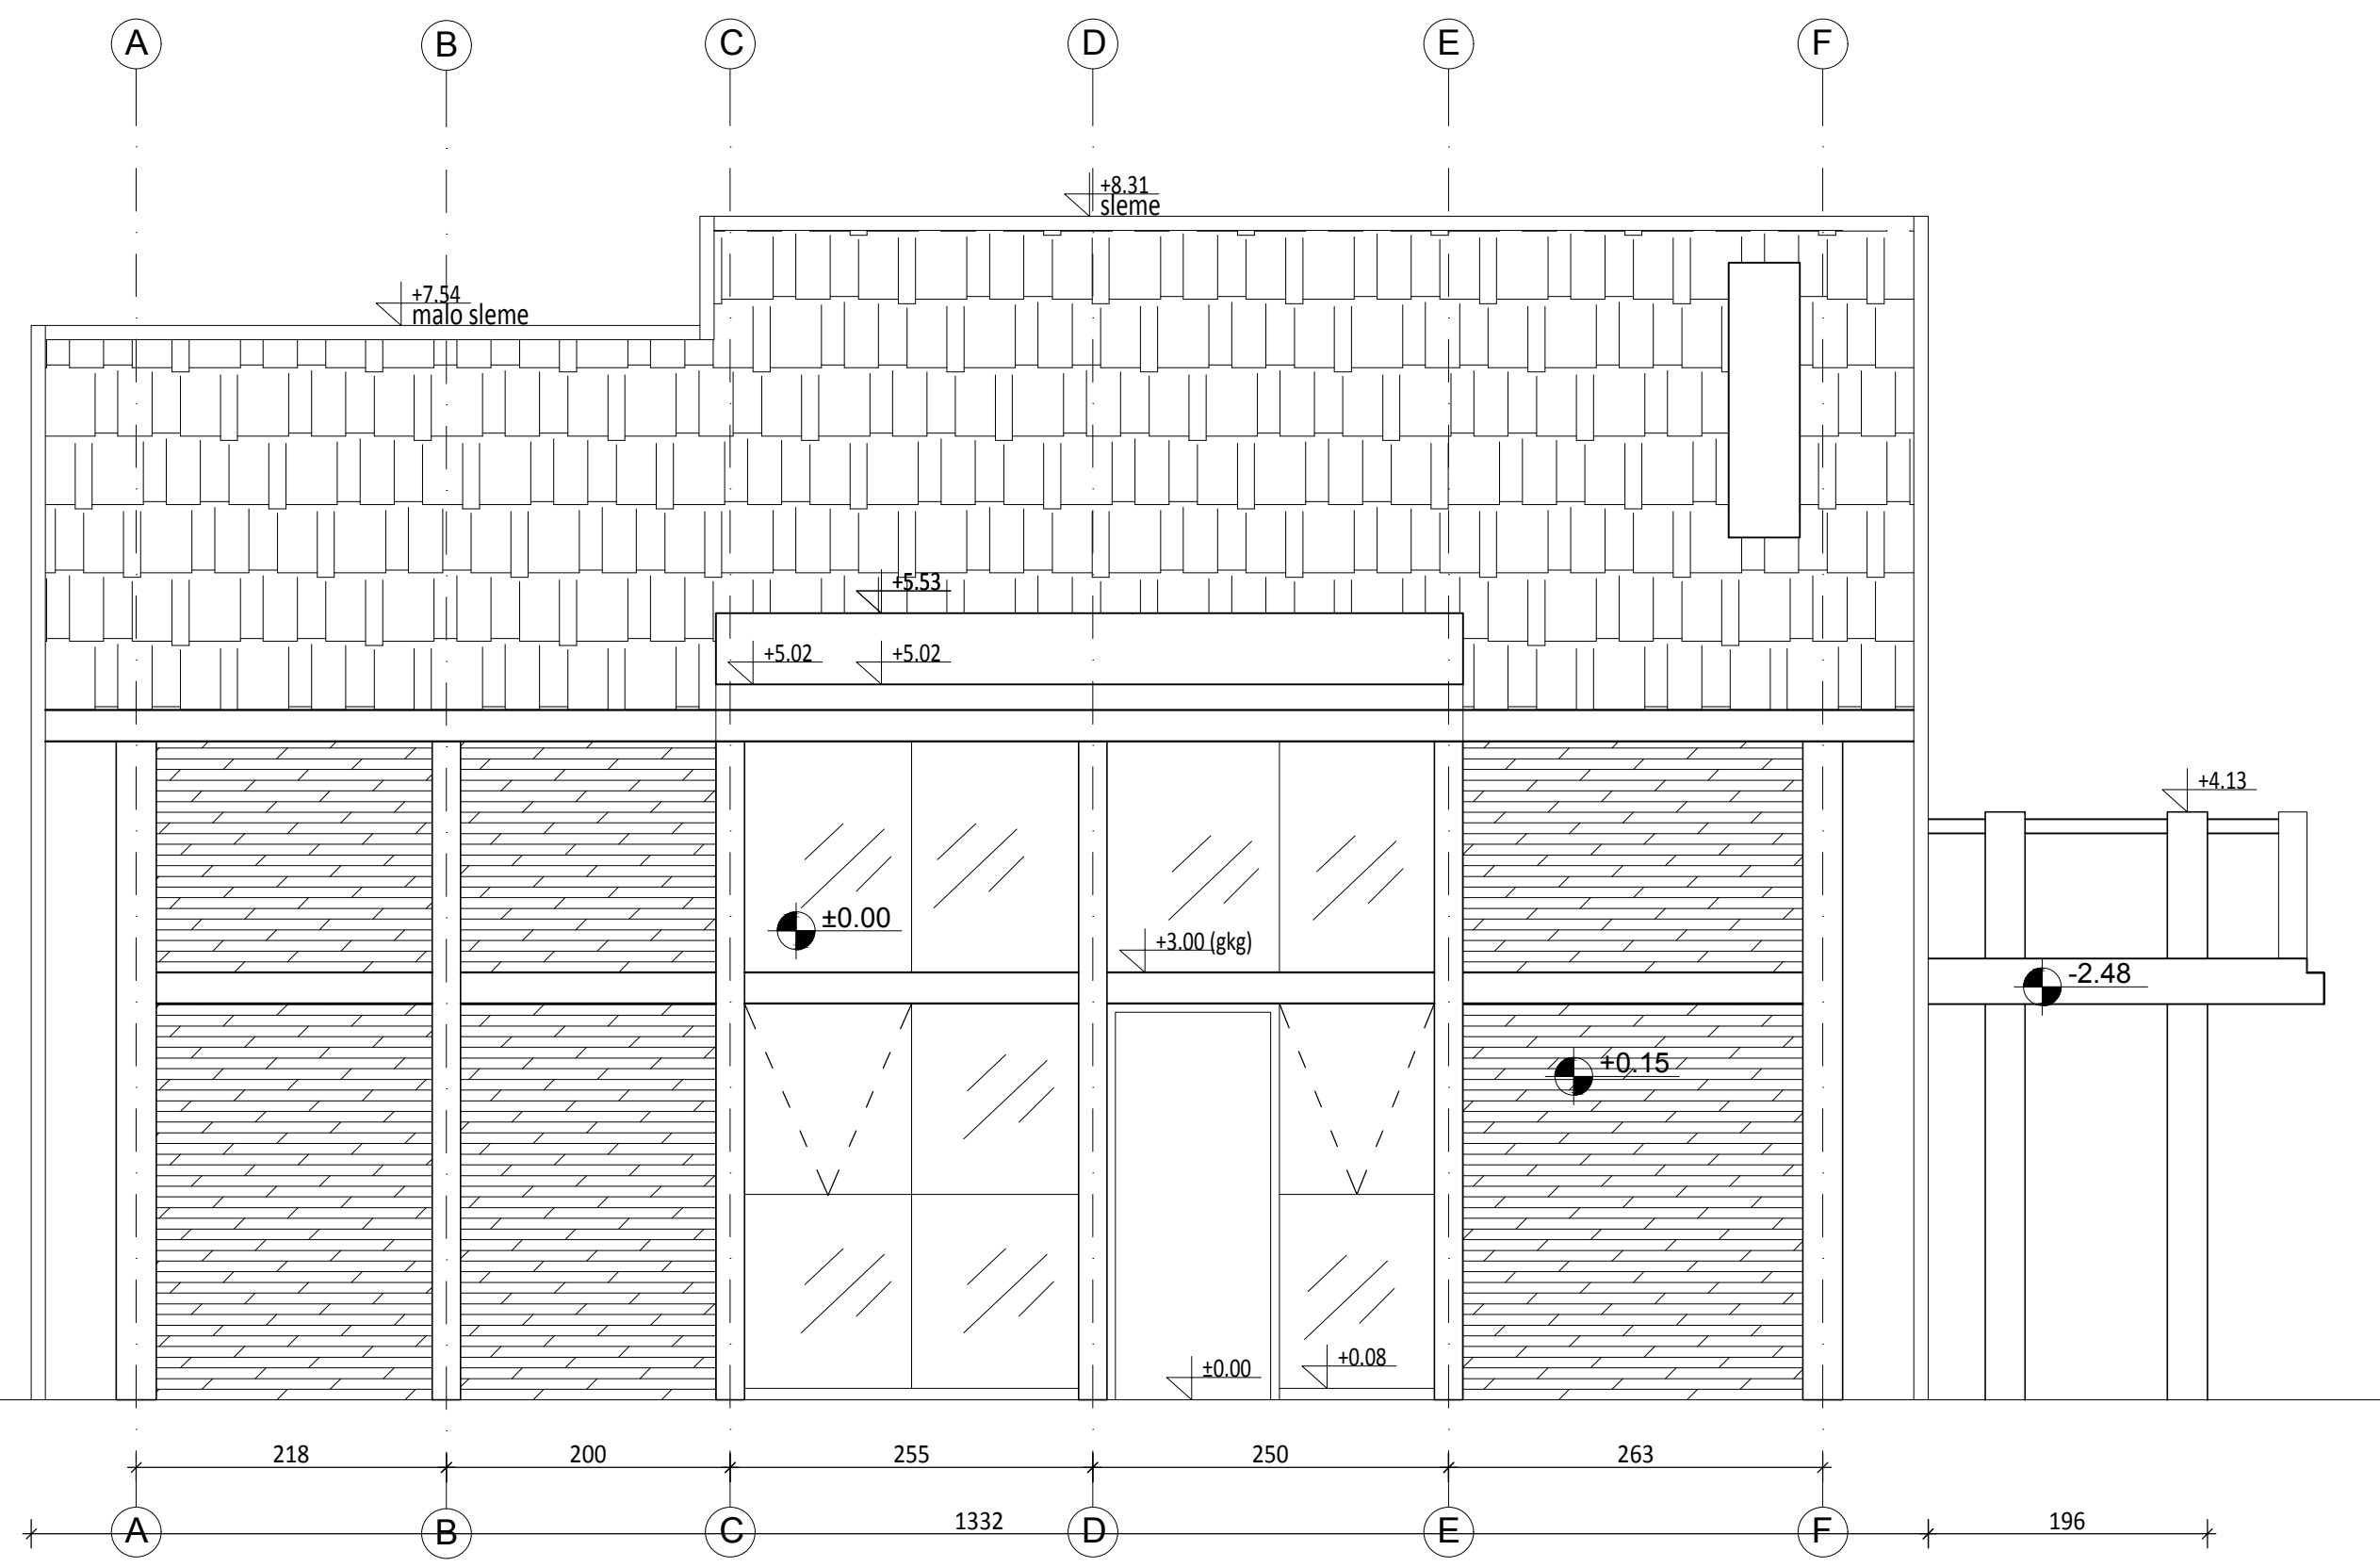 A
B
C
D
E
F
+8.31
sleme
+7.54
malo sleme
+5.53
+5.02
+5.02
+4.13
±0.00
+3.00 (gkg)
-2.48
+0.15
±0.00
+0.08
218
200
255
250
263
A
B
C
1332
D
E
F
196